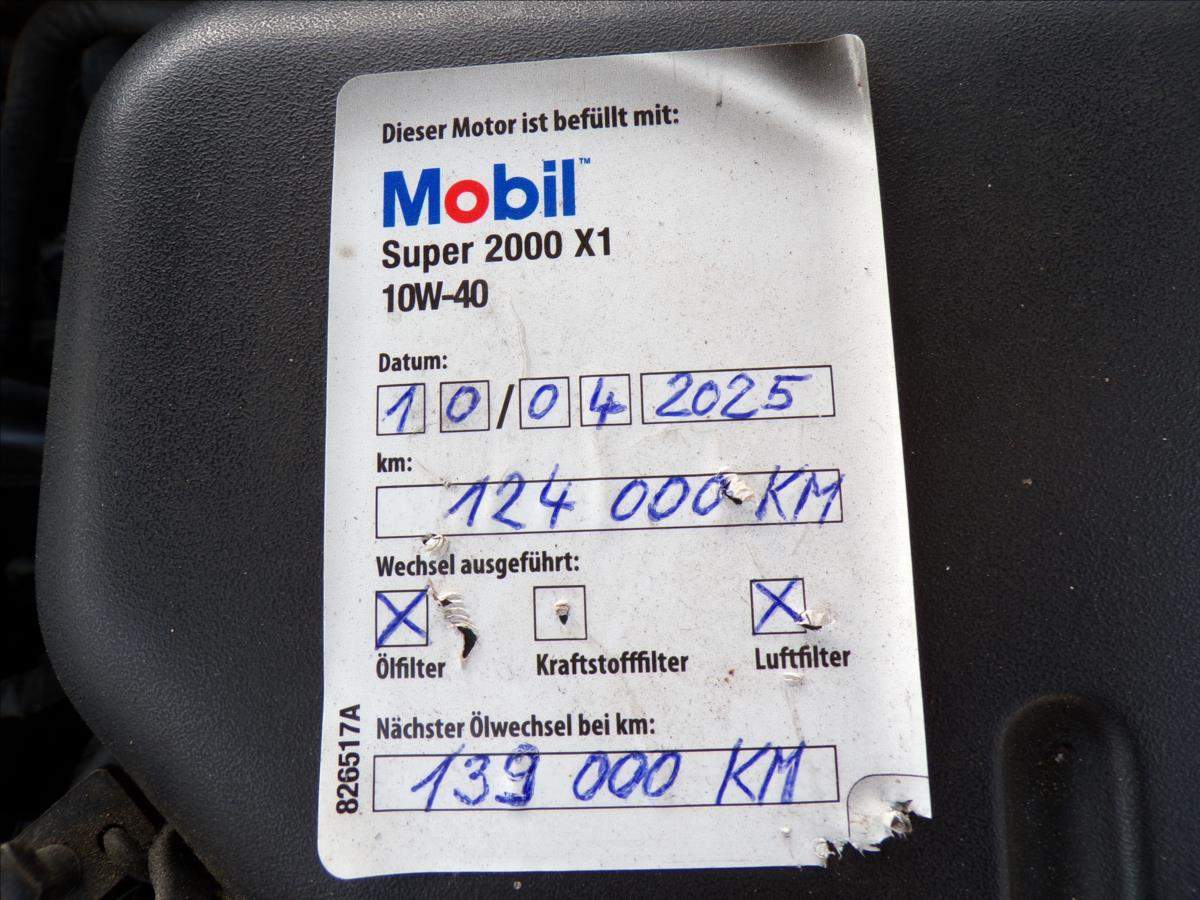 Dieser Motor ist befüllt mit:
Mobil™
Super 2000 X1
10W-40
Datum:
10/04 2025
km:
124 000 KM
Wechsel ausgeführt:
Ölfilter Kraftstofffilter Luftfilter
Nächster Ölwechsel bei km:
139 000 KM
826517A